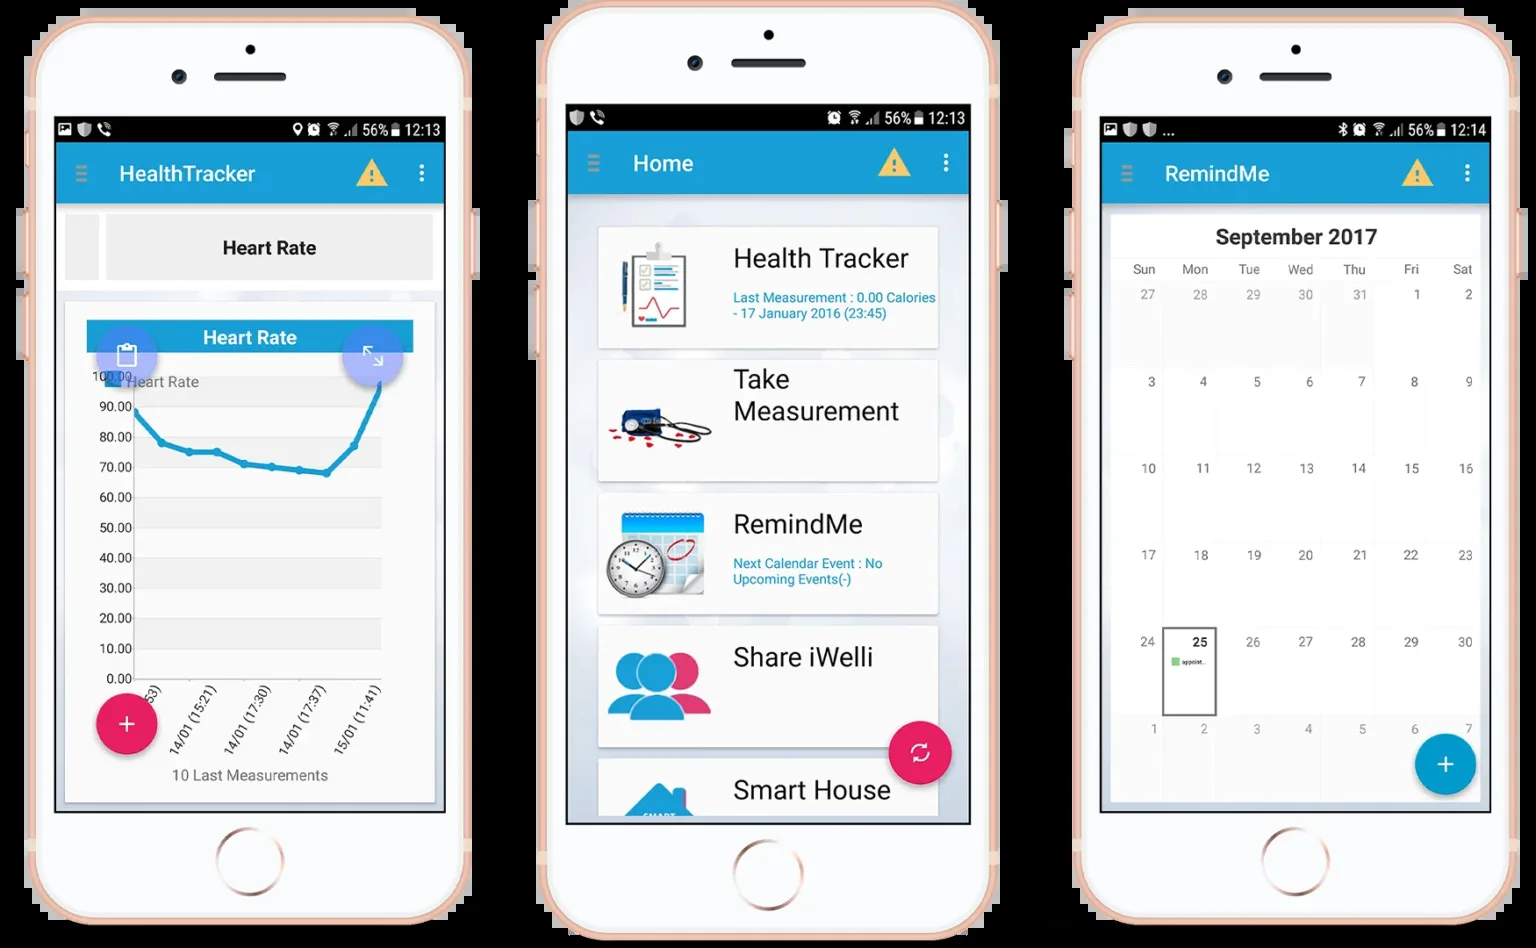 56% 12:13
HealthTracker
Heart Rate
Heart Rate
100.00
Heart Rate
90.00
80.00
70.00
60.00
50.00
40.00
30.00
20.00
10.00
0.00
53)
14/01 (15:21)
14/01 (17:30)
14/01 (17:37)
15/01 (11:41)
10 Last Measurements
56% 12:13
Home
Health Tracker
Last Measurement : 0.00 Calories
- 17 January 2016 (23:45)
Take
Measurement
RemindMe
Next Calendar Event : No
Upcoming Events(-)
Share iWelli
Smart House
SMART
... 56% 12:14
RemindMe
September 2017
Sun Mon Tue Wed Thu Fri Sat
27 28 29 30 31 1 2
3 4 5 6 7 8 9
10 11 12 13 14 15 16
17 18 19 20 21 22 23
24 25 26 27 28 29 30
appoint...
1 2 3 4 5 6 7